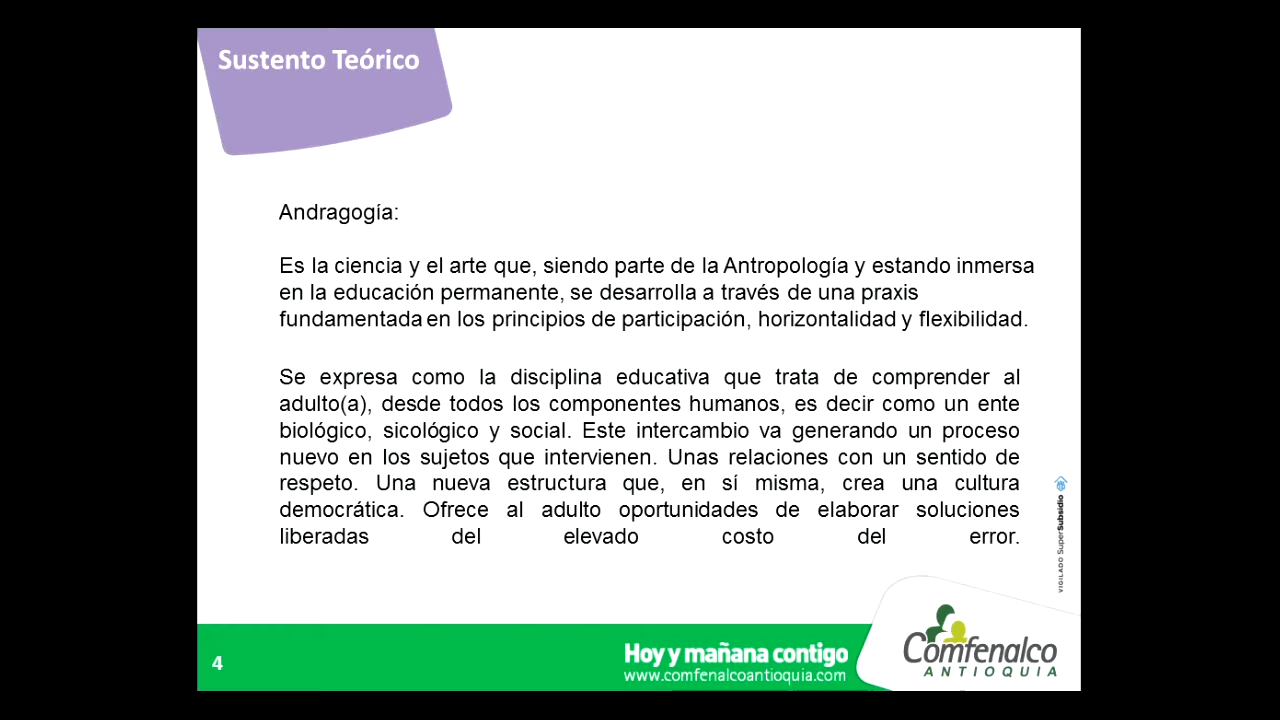 Sustento Teórico
Andragogía:
Es la ciencia y el arte que, siendo parte de la Antropología y estando inmersa
en la educación permanente, se desarrolla a través de una praxis
fundamentada en los principios de participación, horizontalidad y flexibilidad.
Se expresa como la disciplina educativa que trata de comprender al
adulto(a), desde todos los componentes humanos, es decir como un ente
biológico, sicológico y social. Este intercambio va generando un proceso
nuevo en los sujetos que intervienen. Unas relaciones con un sentido de
respeto. Una nueva estructura que, en sí misma, crea una cultura
democrática. Ofrece al adulto oportunidades de elaborar soluciones
liberadas del elevado costo del error.
VIGILADO SuperSubsidio
4
Hoy y mañana contigo
www.comfenalcoantioquia.com
Comfenalco
ANTIOQUIA